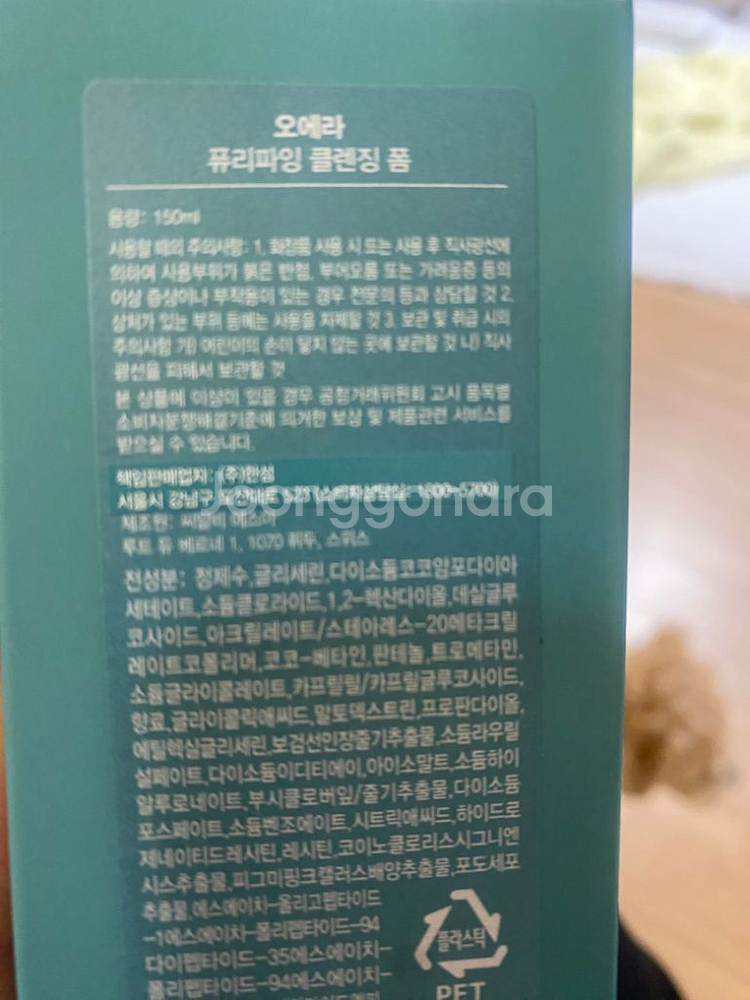 오에라
퓨리파잉 클렌징 폼
용량: 150ml
사용할 때의 주의사항: 1. 화장품 사용 시 또는 사용 후 직사광선에
의하여 사용부위가 붉은 반점, 부어오름 또는 가려움증 등의
이상 증상이나 부작용이 있는 경우 전문의 등과 상담할 것 2.
상처가 있는 부위 등에는 사용을 자제할 것 3. 보관 및 취급 시의
주의사항 가) 어린이의 손이 닿지 않는 곳에 보관할 것 나) 직사
광선을 피해서 보관할 것
본 상품에 이상이 있을 경우 공정거래위원회 고시 품목별
소비자분쟁해결기준에 의거한 보상 및 제품관련 서비스를
받으실 수 있습니다.
책임판매업자: (주)한섬
서울시 강남구 (소비자상담실: 1800-5700)
Joonggonara
제조원:
루트 듀 베르네 1, 1070 퓌두, 스위스
전성분: 정제수,글리세린,다이소듐코코암포다이아
세테이트,소듐클로라이드,1,2-헥산다이올,데실글루
코사이드,아크릴레이트/스테아레스-20메타크릴
레이트코폴리머,코코-베타인,판테놀,트로메타민,
소듐글라이콜레이트,카프릴릴/카프릴글루코사이드,
향료,글라이콜릭애씨드,말토덱스트린,프로판다이올,
에틸헥실글리세린,보검선인장줄기추출물,소듐라우릴
설페이트,다이소듐이디티에이,아이소말트,소듐하이
알루로네이트,부시클로버잎/줄기추출물,다이소듐
포스페이트,소듐벤조에이트,시트릭애씨드,하이드로
제네이티드레시틴,레시틴,코이노클로리스시그니엔
시스추출물,피그미핑크캘러스배양추출물,포도세포
추출물,에스에이치-올리고펩타이드
-1에스에이치-폴리펩타이드-94
다이펩타이드-35에스에이치-
폴리펩타이드-94에스에이치-
플라스틱
PET